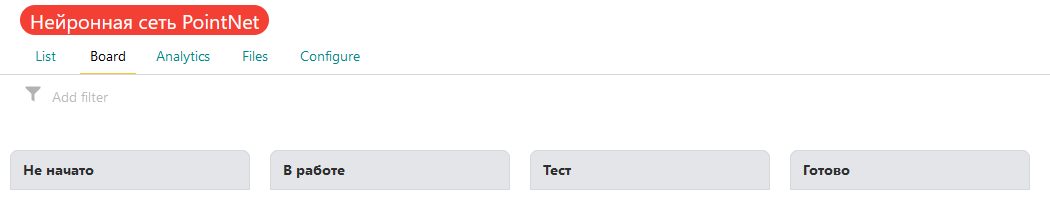 Нейронная сеть PointNet
List Board Analytics Files Configure
Add filter
Не начато В работе Тест Готово